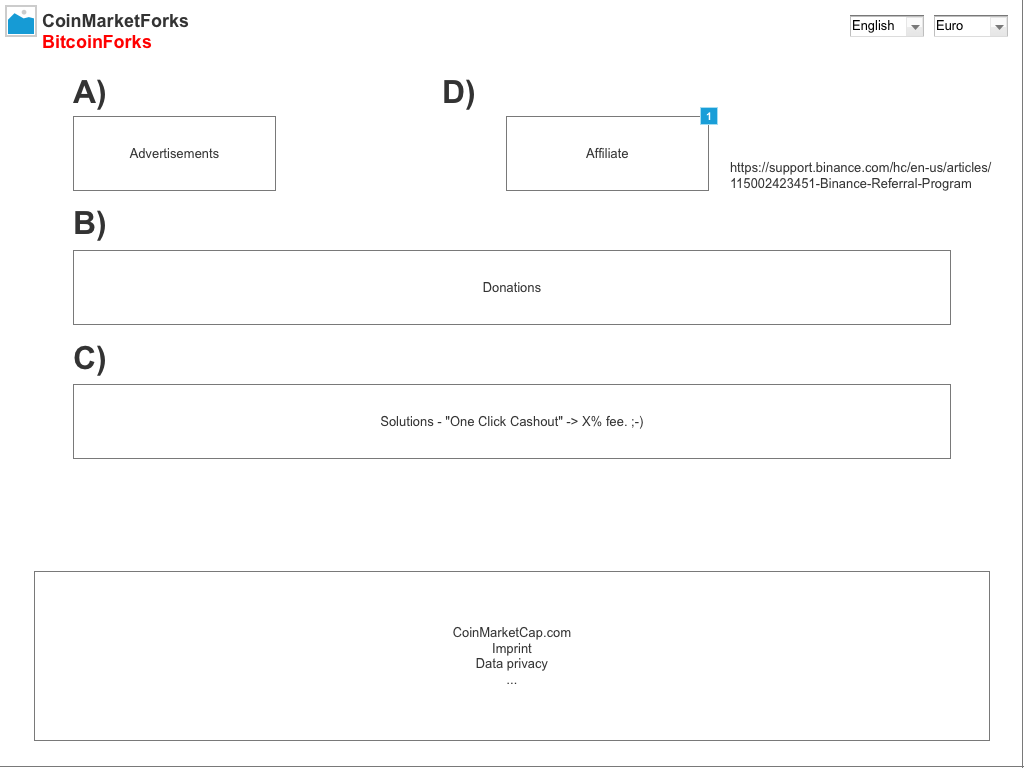 CoinMarketForks
BitcoinForks
English
Euro
A)
D)
1
Advertisements
Affiliate
https://support.binance.com/hc/en-us/articles/
115002423451-Binance-Referral-Program
B)
Donations
C)
Solutions - "One Click Cashout" -> X% fee. ;-)
CoinMarketCap.com
Imprint
Data privacy
...